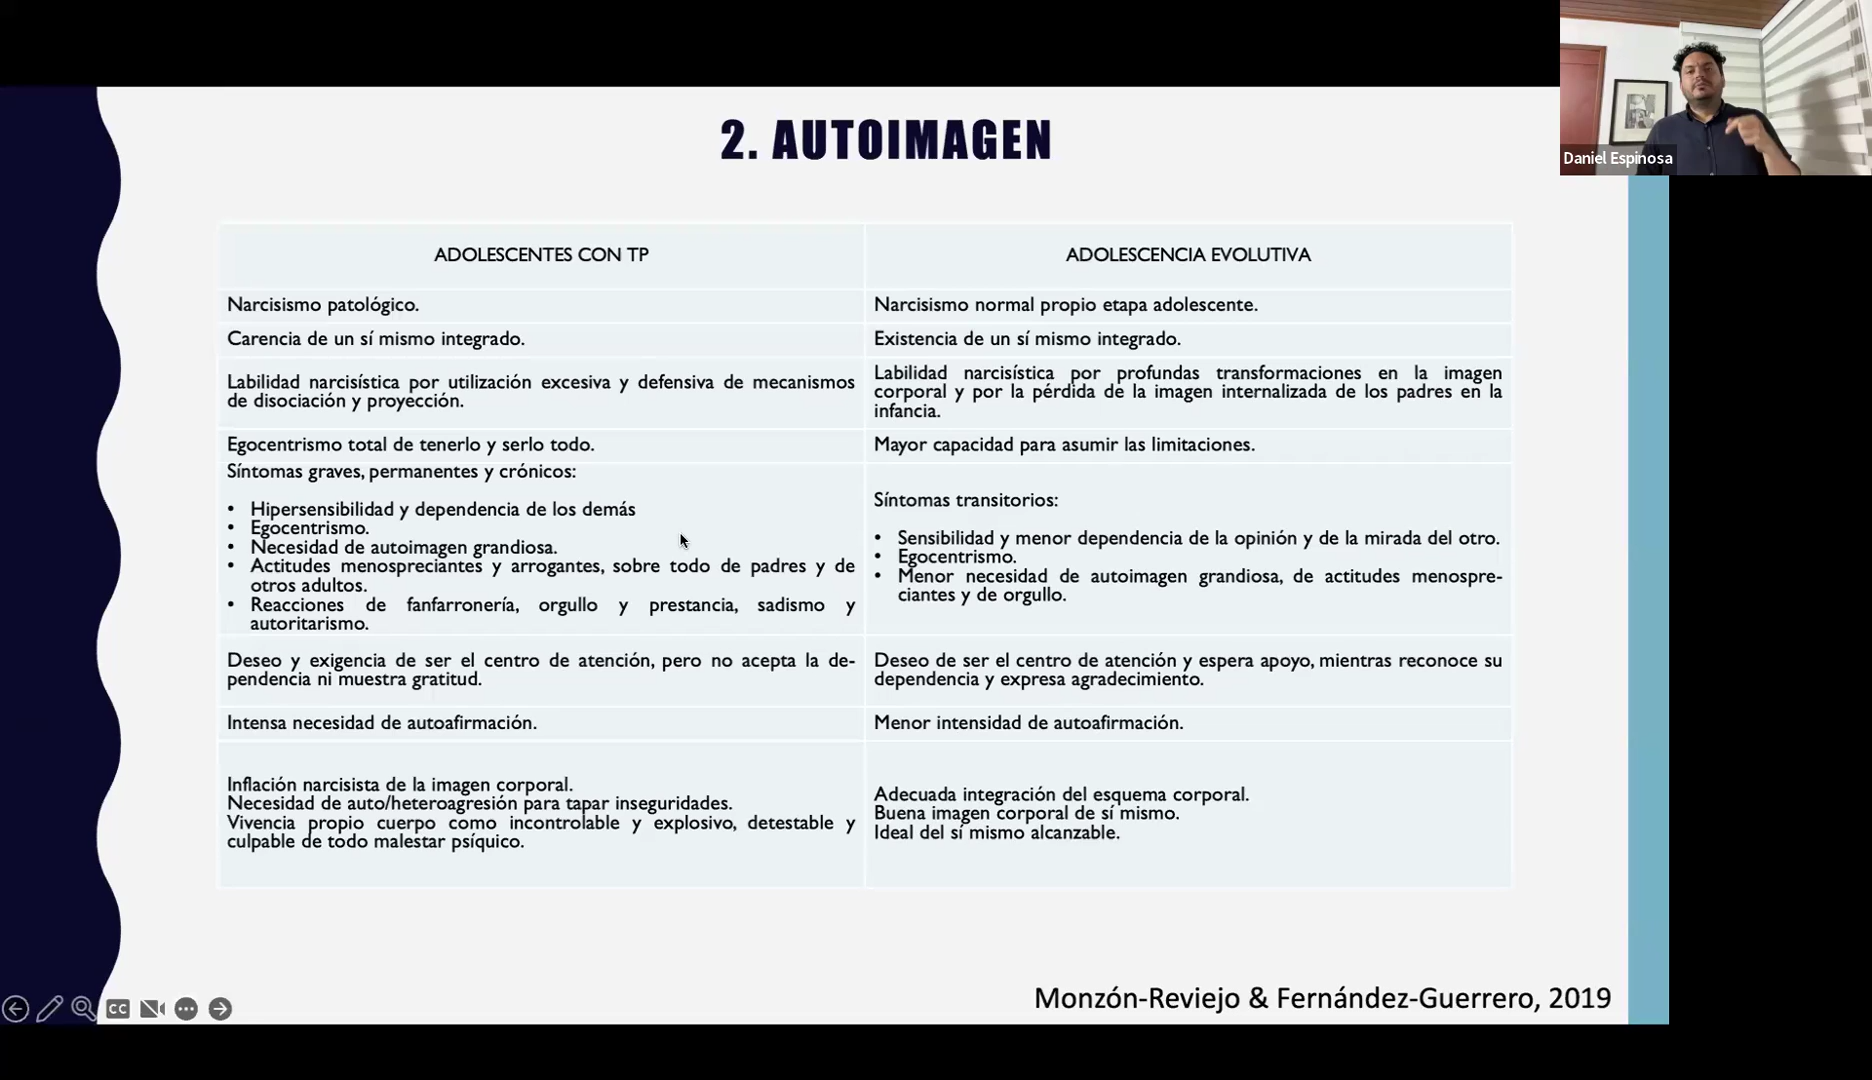 2. AUTOIMAGEN
Daniel Espinosa
ADOLESCENTES CON TP
ADOLESCENCIA EVOLUTIVA
Narcisismo patológico.
Narcisismo normal propio etapa adolescente.
Carencia de un sí mismo integrado.
Existencia de un sí mismo integrado.
Labilidad narcisística por utilización excesiva y defensiva de mecanismos
de disociación y proyección.
Labilidad narcisística por profundas transformaciones en la imagen
corporal y por la pérdida de la imagen internalizada de los padres en la
infancia.
Egocentrismo total de tenerlo y serlo todo.
Mayor capacidad para asumir las limitaciones.
Síntomas graves, permanentes y crónicos:
• Hipersensibilidad y dependencia de los demás
• Egocentrismo.
• Necesidad de autoimagen grandiosa.
• Actitudes menospreciantes y arrogantes, sobre todo de padres y de
otros adultos.
• Reacciones de fanfarronería, orgullo y prestancia, sadismo y
autoritarismo.
Síntomas transitorios:
• Sensibilidad y menor dependencia de la opinión y de la mirada del otro.
• Egocentrismo.
• Menor necesidad de autoimagen grandiosa, de actitudes menospre-
ciantes y de orgullo.
Deseo y exigencia de ser el centro de atención, pero no acepta la de-
pendencia ni muestra gratitud.
Deseo de ser el centro de atención y espera apoyo, mientras reconoce su
dependencia y expresa agradecimiento.
Intensa necesidad de autoafirmación.
Menor intensidad de autoafirmación.
Inflación narcisista de la imagen corporal.
Necesidad de auto/heteroagresión para tapar inseguridades.
Vivencia propio cuerpo como incontrolable y explosivo, detestable y
culpable de todo malestar psíquico.
Adecuada integración del esquema corporal.
Buena imagen corporal de sí mismo.
Ideal del sí mismo alcanzable.
Monzón-Reviejo & Fernández-Guerrero, 2019
CC